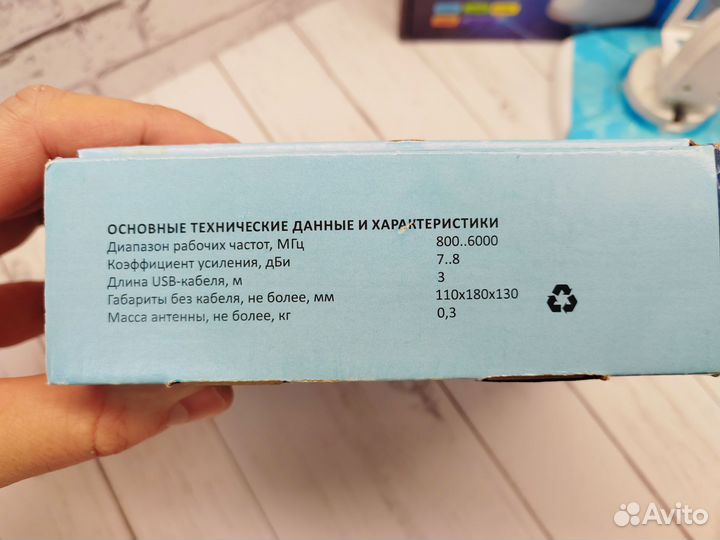 ОСНОВНЫЕ ТЕХНИЧЕСКИЕ ДАННЫЕ И ХАРАКТЕРИСТИКИ
Диапазон рабочих частот, МГц 800..6000
Коэффициент усиления, дБи 7..8
Длина USB-кабеля, м 3
Габариты без кабеля, не более, мм 110х180х130
Масса антенны, не более, кг 0,3
Avito